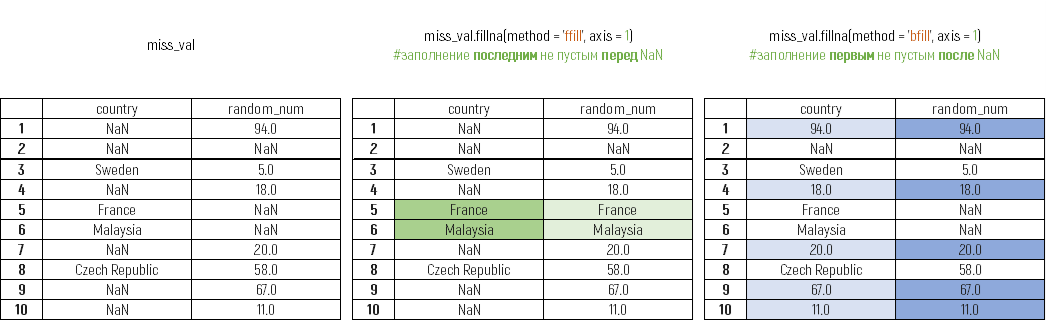 miss_val
miss_val.fillna(method = 'ffill', axis = 1)
#заполнение последним не пустым перед NaN
miss_val.fillna(method = 'bfill', axis = 1)
#заполнение первым не пустым после NaN
country random_num
1 NaN 94.0
2 NaN NaN
3 Sweden 5.0
4 NaN 18.0
5 France NaN
6 Malaysia NaN
7 NaN 20.0
8 Czech Republic 58.0
9 NaN 67.0
10 NaN 11.0
country random_num
1 NaN 94.0
2 NaN NaN
3 Sweden 5.0
4 NaN 18.0
5 France France
6 Malaysia Malaysia
7 NaN 20.0
8 Czech Republic 58.0
9 NaN 67.0
10 NaN 11.0
country random_num
1 94.0 94.0
2 NaN NaN
3 Sweden 5.0
4 18.0 18.0
5 France NaN
6 Malaysia NaN
7 20.0 20.0
8 Czech Republic 58.0
9 67.0 67.0
10 11.0 11.0